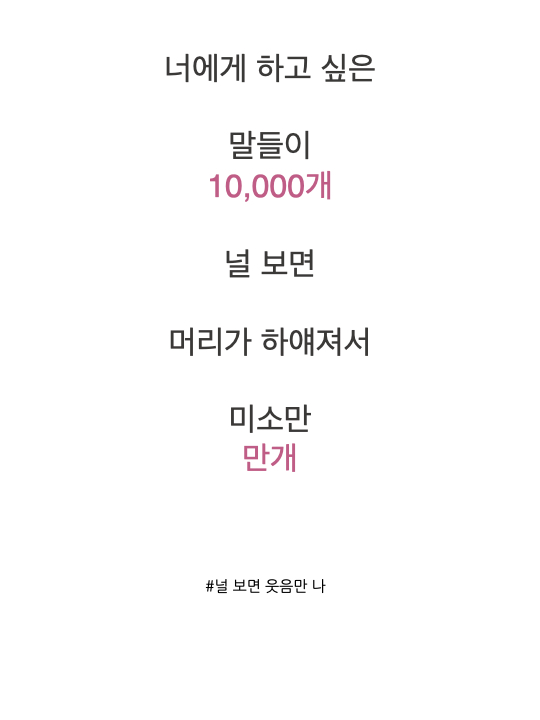 너에게 하고 싶은
말들이
10,000개
널 보면
머리가 하얘져서
미소만
만개
#널 보면 웃음만 나